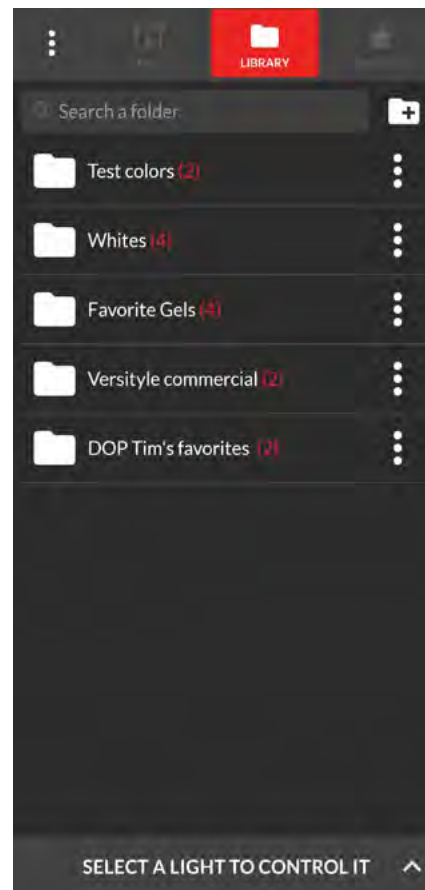 LIBRARY
Search a folder
Test colors (2)
Whites (4)
Favorite Gels (4)
Versityle commercial (2)
DOP Tim's favorites (2)
SELECT A LIGHT TO CONTROL IT